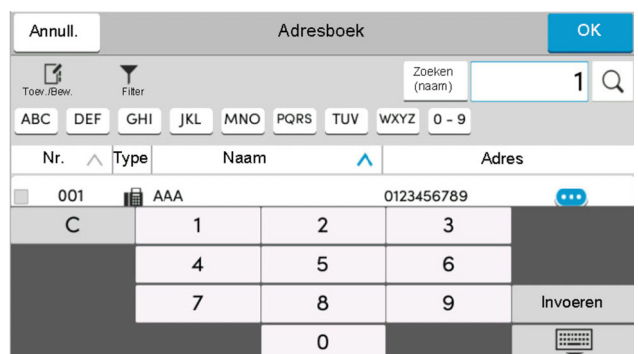 Annull. Adresboek OK
Toev./Bew. Filter Zoeken (naam) 1
ABC DEF GHI JKL MNO PQRS TUV WXYZ 0 - 9
Nr. Type Naam Adres
001 AAA 0123456789
C 1 2 3
4 5 6
7 8 9 Invoeren
0